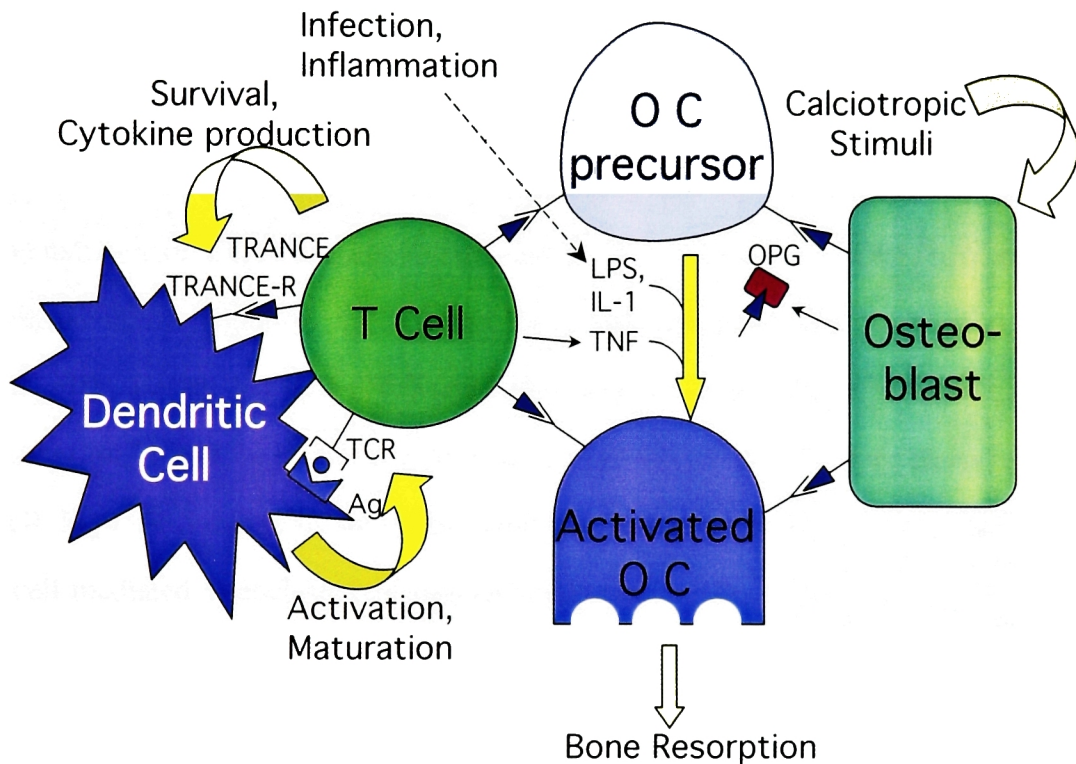 Infection,
Inflammation
Survival,
Cytokine production
O C
precursor
Calciotropic
Stimuli
TRANCE
TRANCE-R
T Cell
LPS,
IL-1
TNF
OPG
Osteo-
blast
Dendritic
Cell
TCR
Ag
Activated
O C
Activation,
Maturation
Bone Resorption